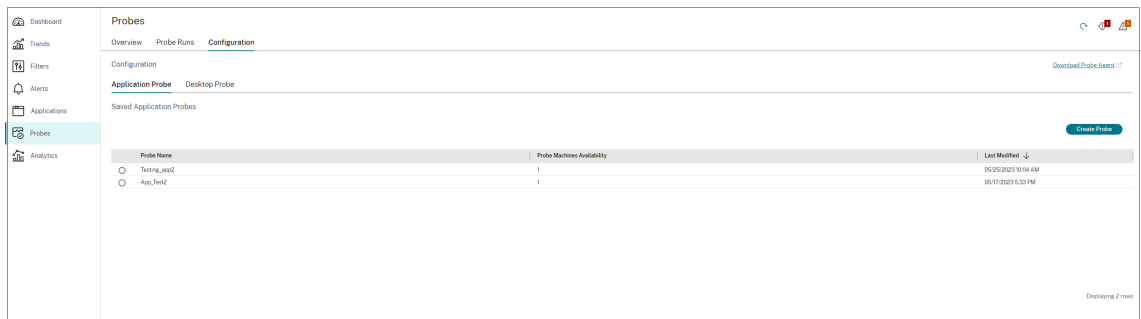 Dashboard
Trends
Filters
Alerts
Applications
Probes
Analytics
Probes
1
1
Overview Probe Runs Configuration
Configuration
Download Probe Agent
Application Probe Desktop Probe
Saved Application Probes
Create Probe
Probe Name Probe Machines Availability Last Modified
Testing_app2 1 05/25/2023 10:04 AM
App_Test2 1 05/17/2023 5:33 PM
Displaying 2 rows